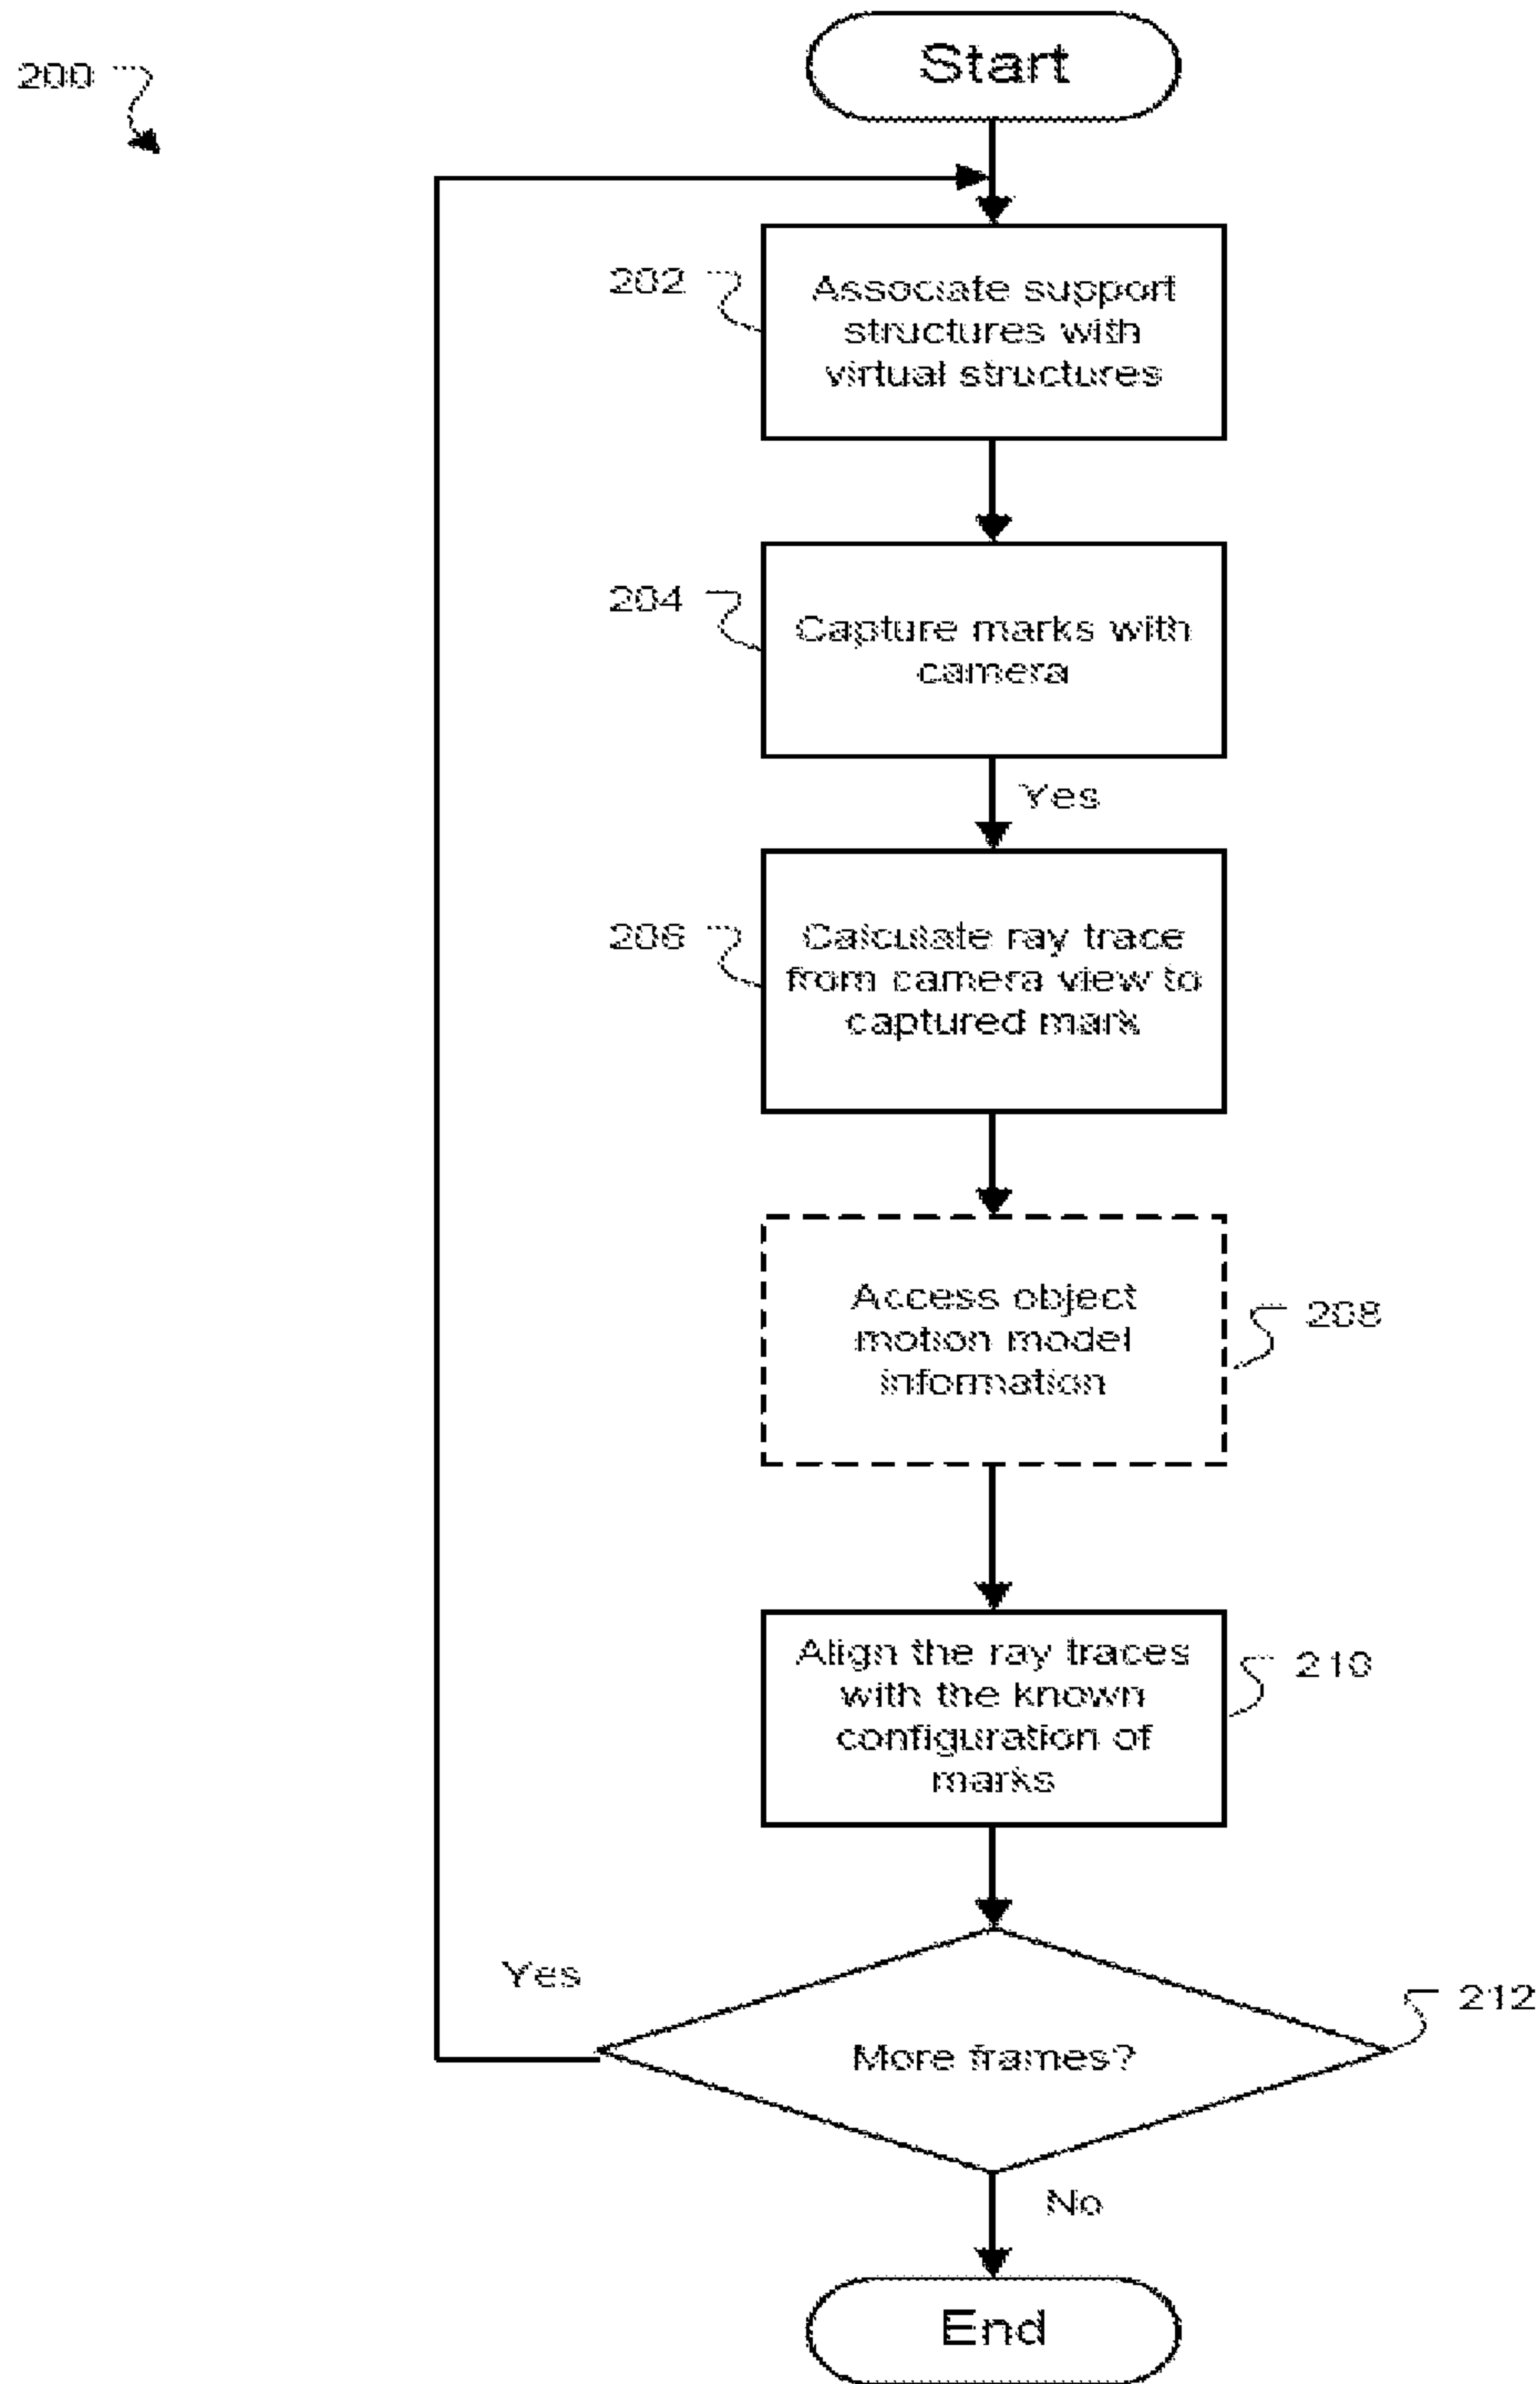 200
Start
202
Associate support
structures with
virtual structures
204
Capture marks with
camera
Yes
206
Calculate ray trace
from camera view to
captured mark
Access object
motion model
information
208
Align the ray traces
with the known
configuration of
marks
210
Yes
More frames?
212
No
End